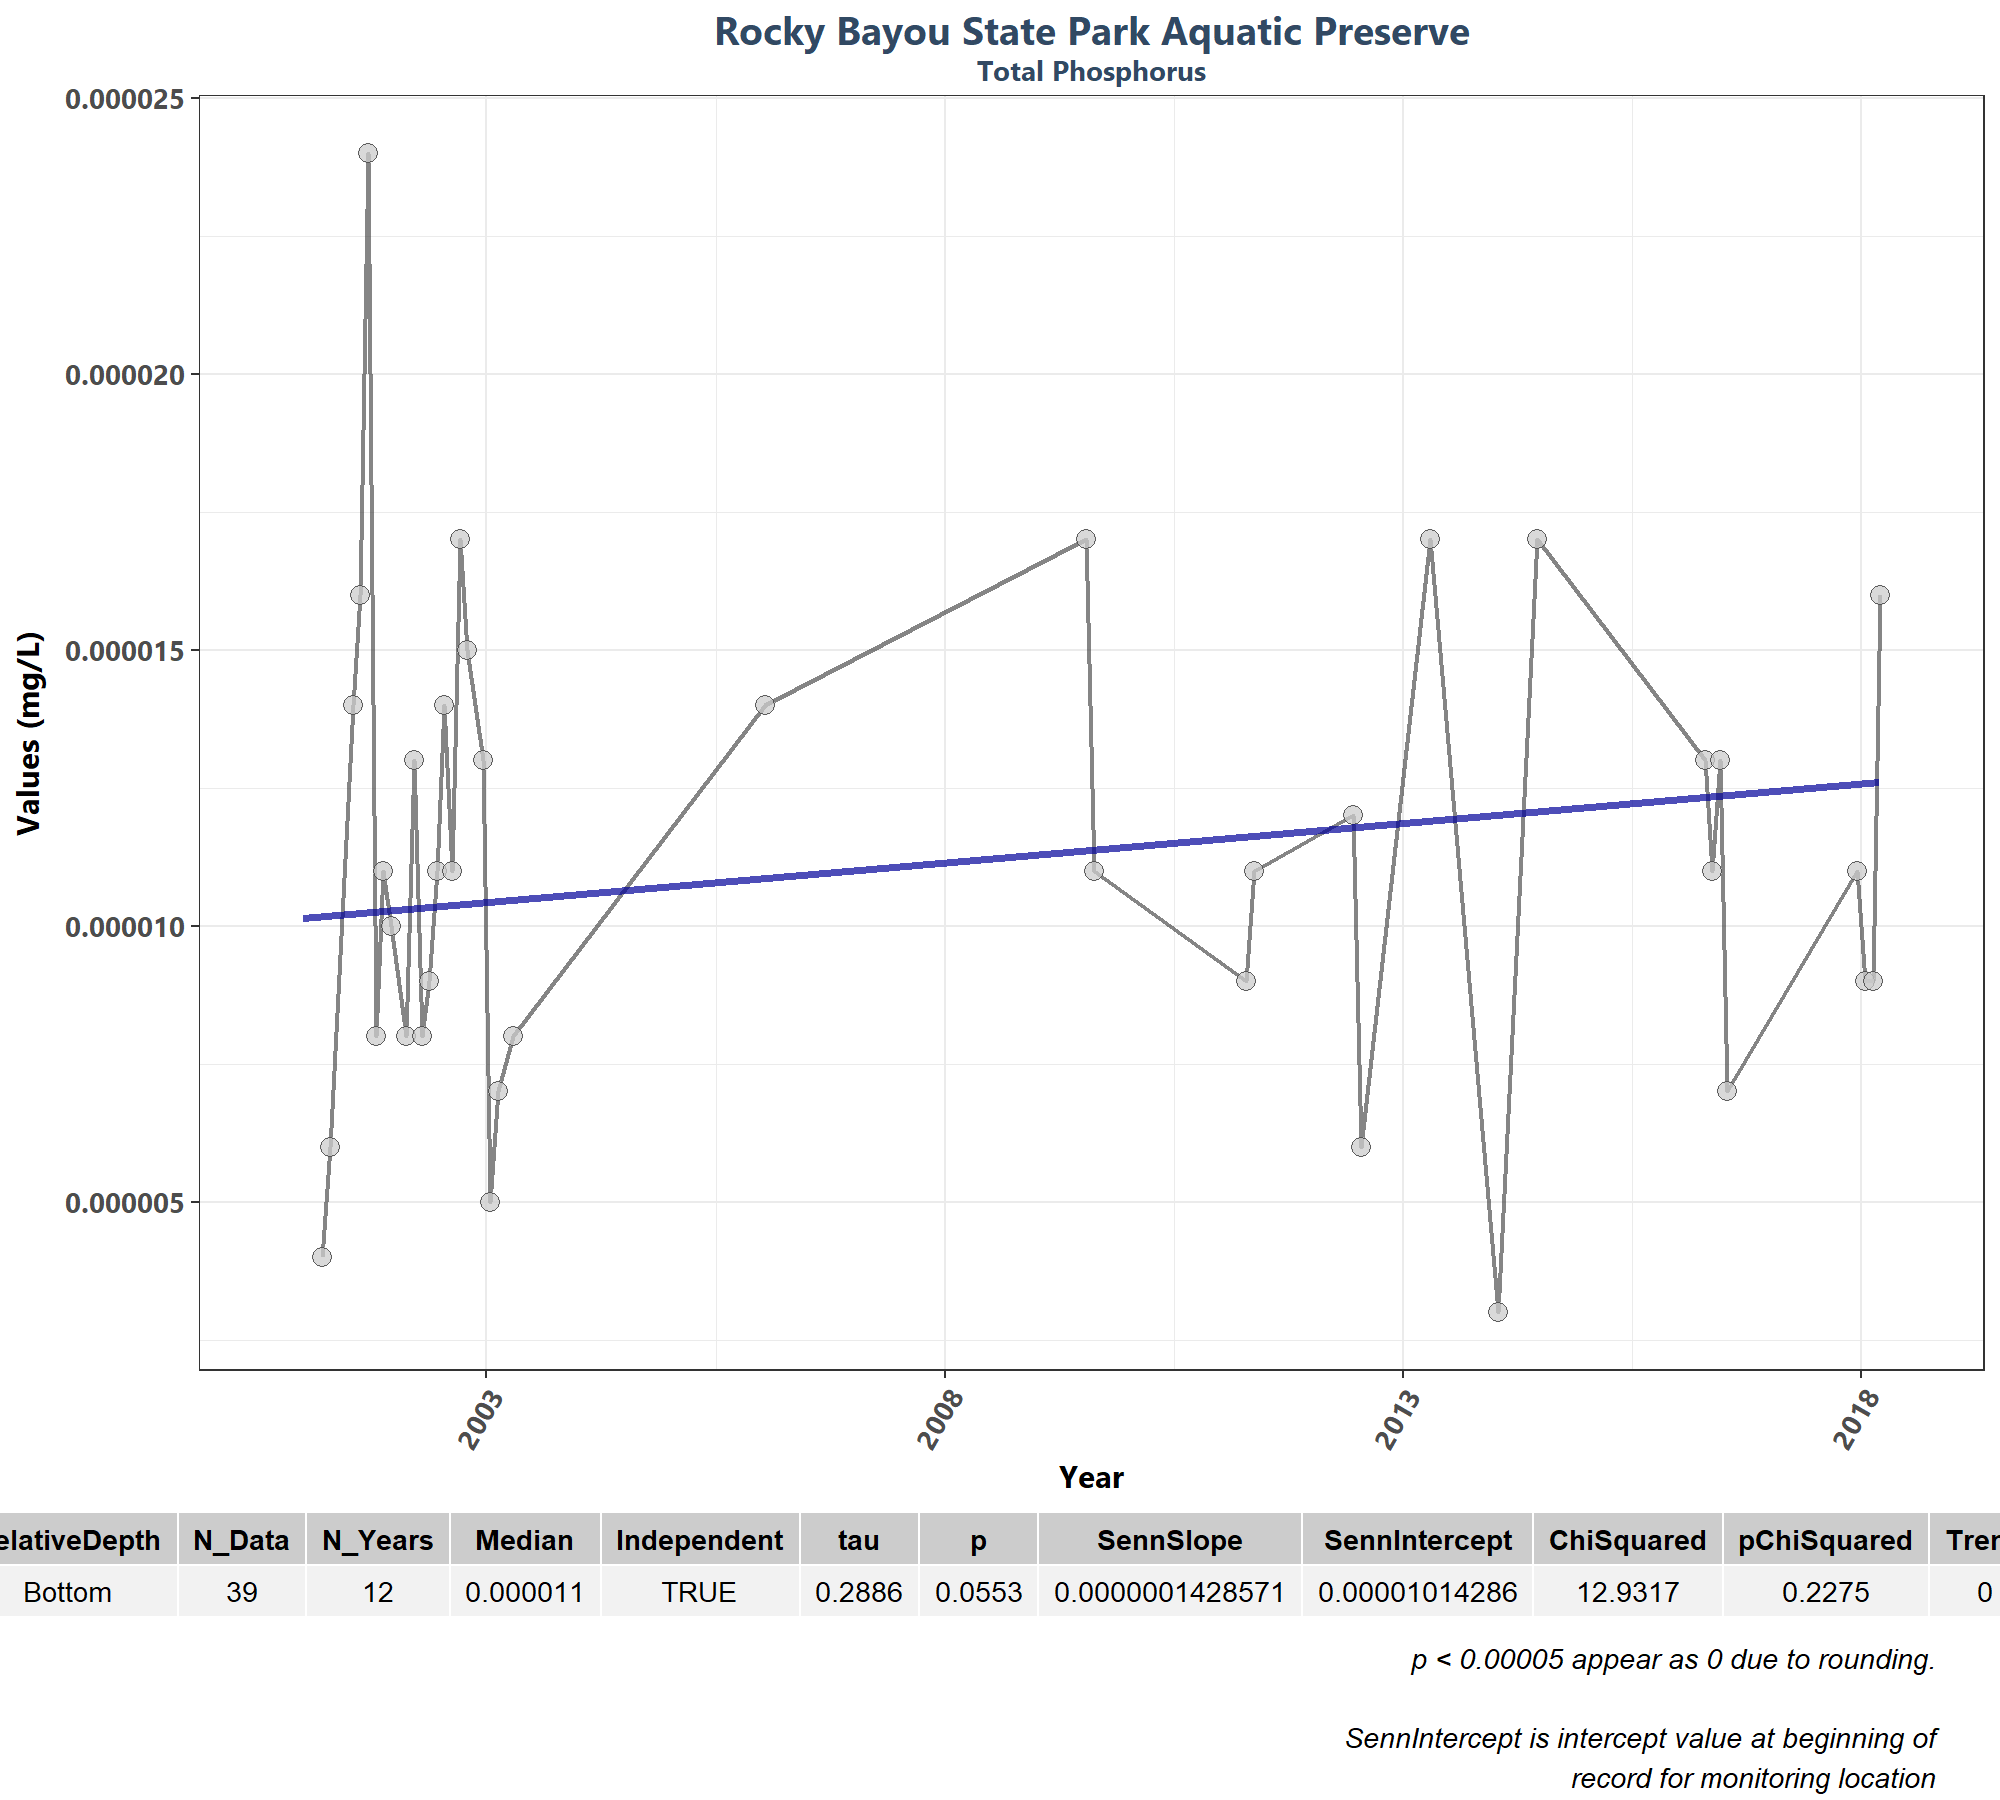 Rocky Bayou State Park Aquatic Preserve
Total Phosphorus
0.000025
0.000020
0.000015
0.000010
0.000005
Values (mg/L)
2003 2008 2013 2018
Year
elativeDepth N_Data N_Years Median Independent tau p SennSlope SennIntercept ChiSquared pChiSquared Tren
Bottom 39 12 0.000011 TRUE 0.2886 0.0553 0.0000001428571 0.00001014286 12.9317 0.2275 0
p < 0.00005 appear as 0 due to rounding.
SennIntercept is intercept value at beginning of
record for monitoring location